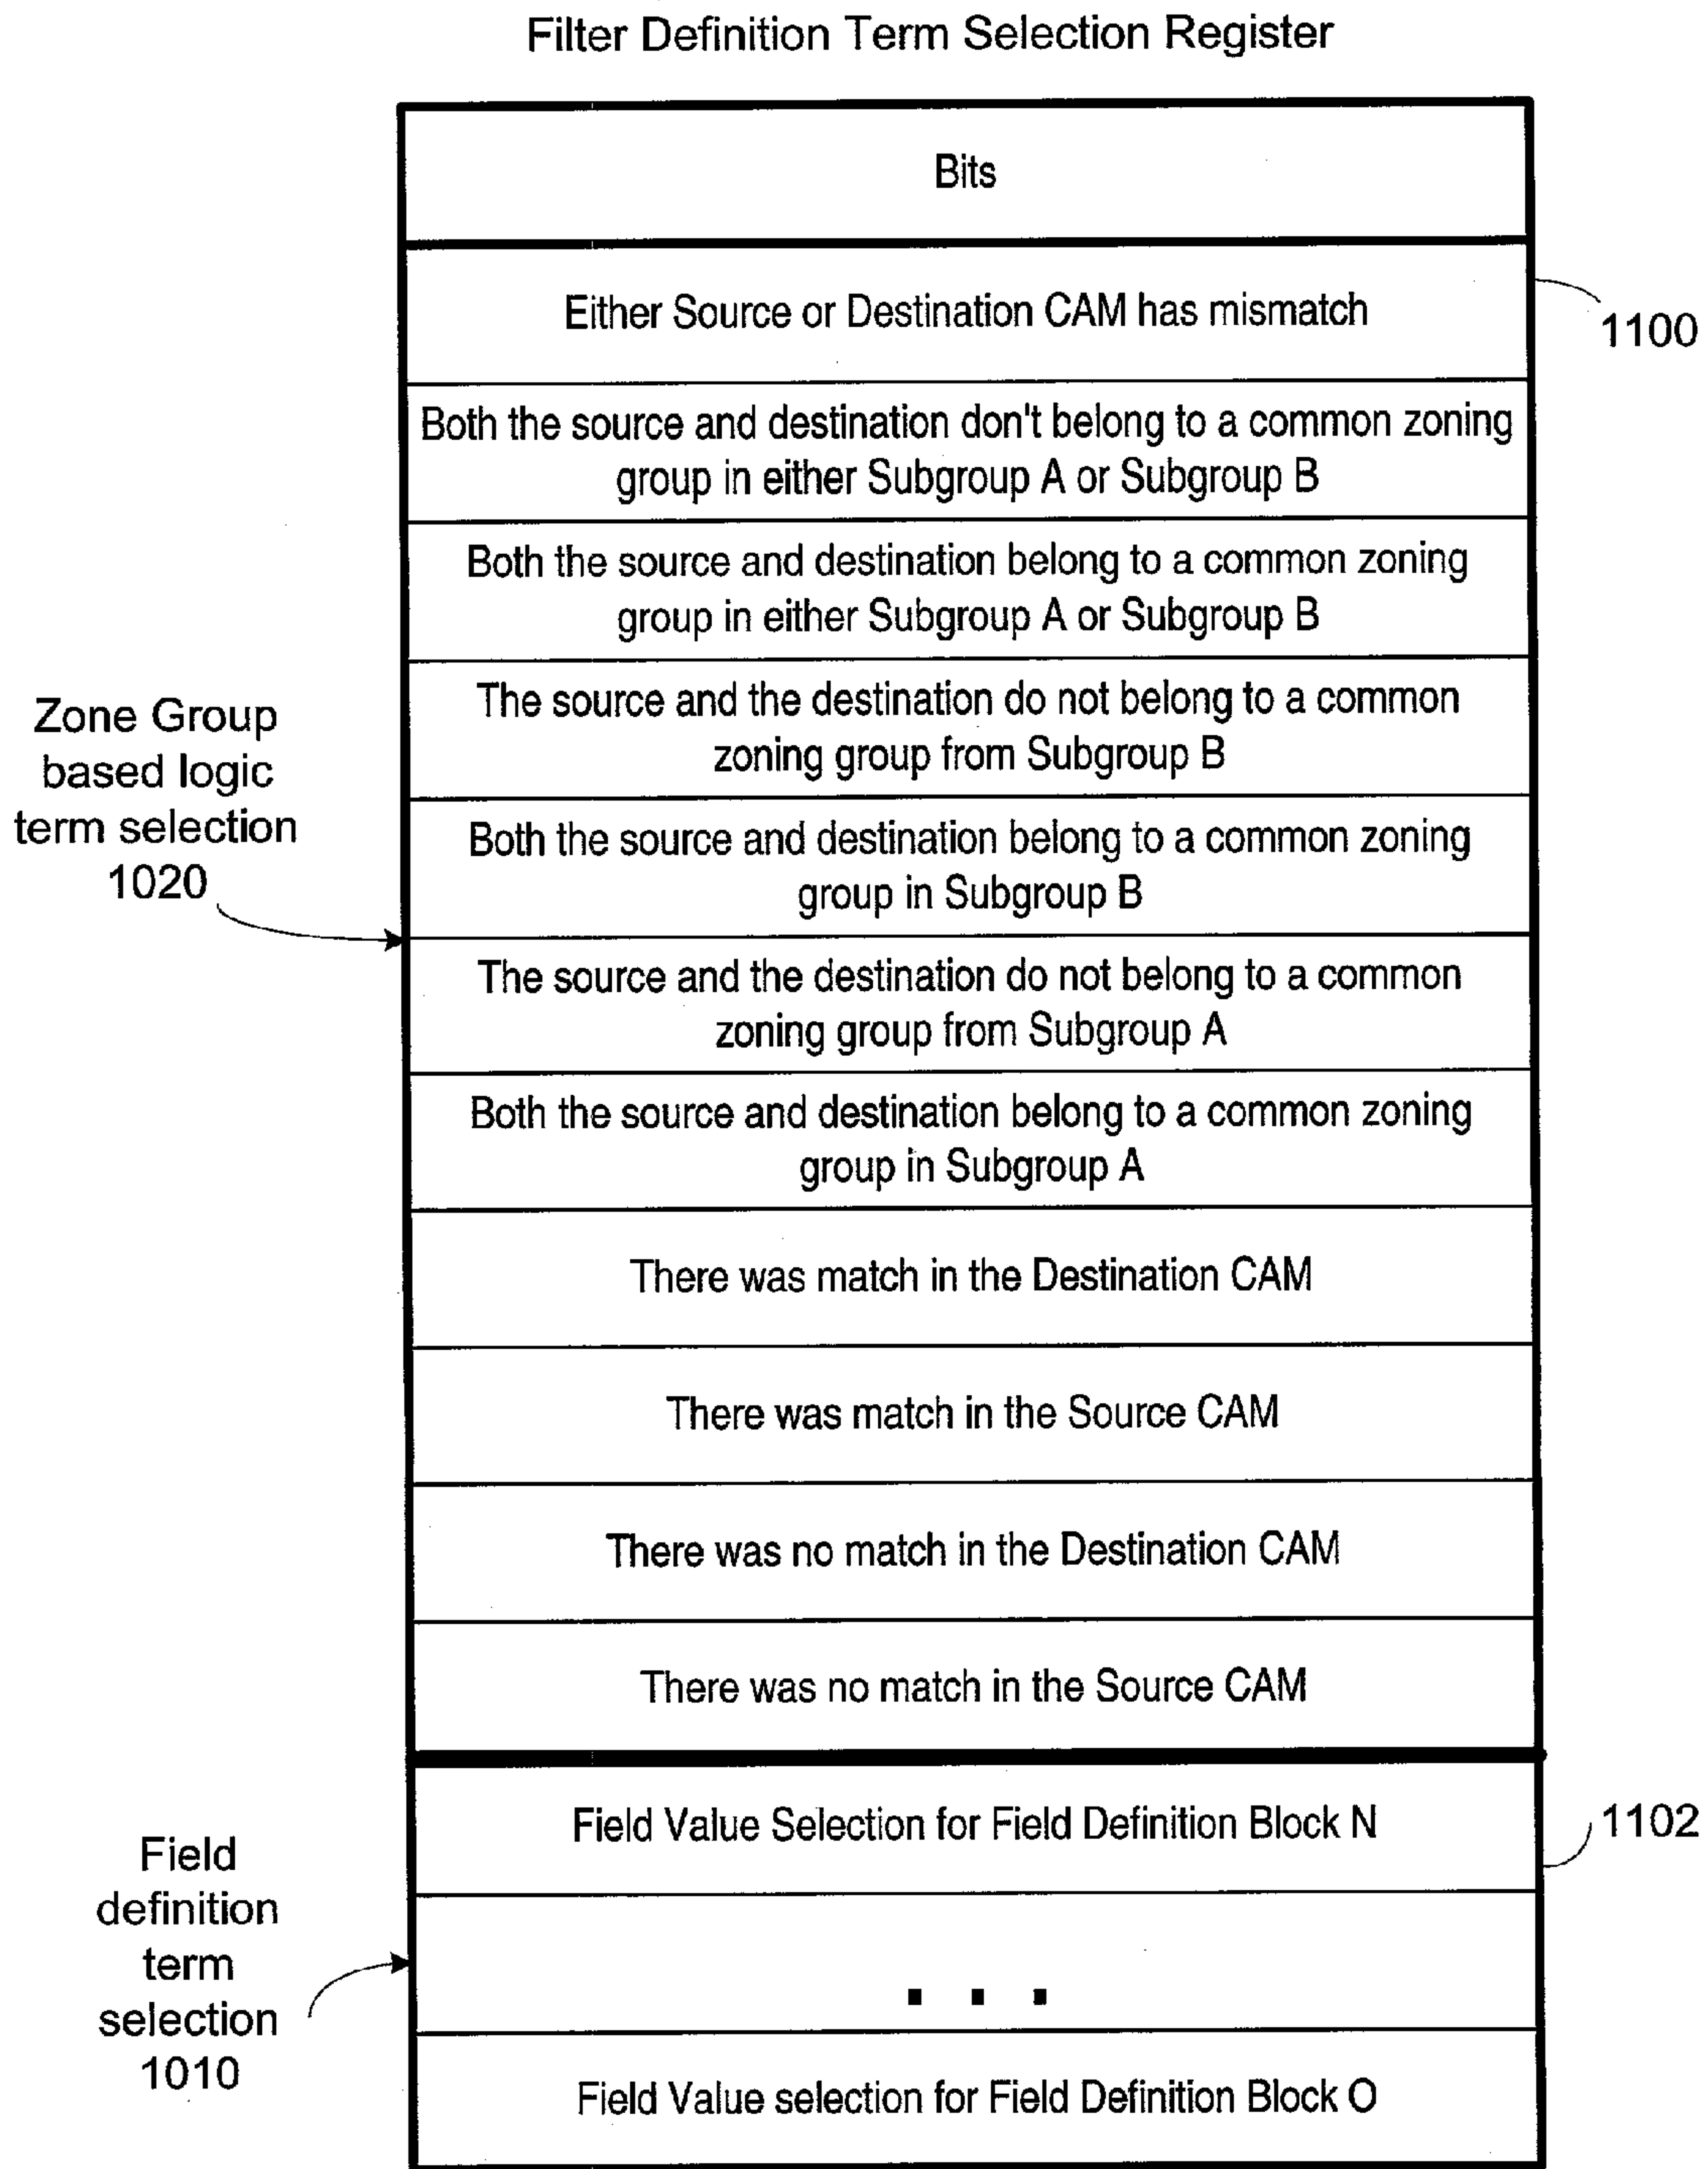 Filter Definition Term Selection Register
Bits
Either Source or Destination CAM has mismatch
1100
Both the source and destination don't belong to a common zoning
group in either Subgroup A or Subgroup B
Both the source and destination belong to a common zoning
group in either Subgroup A or Subgroup B
The source and the destination do not belong to a common
zoning group from Subgroup B
Zone Group
based logic
term selection
1020
Both the source and destination belong to a common zoning
group in Subgroup B
The source and the destination do not belong to a common
zoning group from Subgroup A
Both the source and destination belong to a common zoning
group in Subgroup A
There was match in the Destination CAM
There was match in the Source CAM
There was no match in the Destination CAM
There was no match in the Source CAM
Field Value Selection for Field Definition Block N
1102
Field
definition
term
selection
1010
. . .
Field Value selection for Field Definition Block O